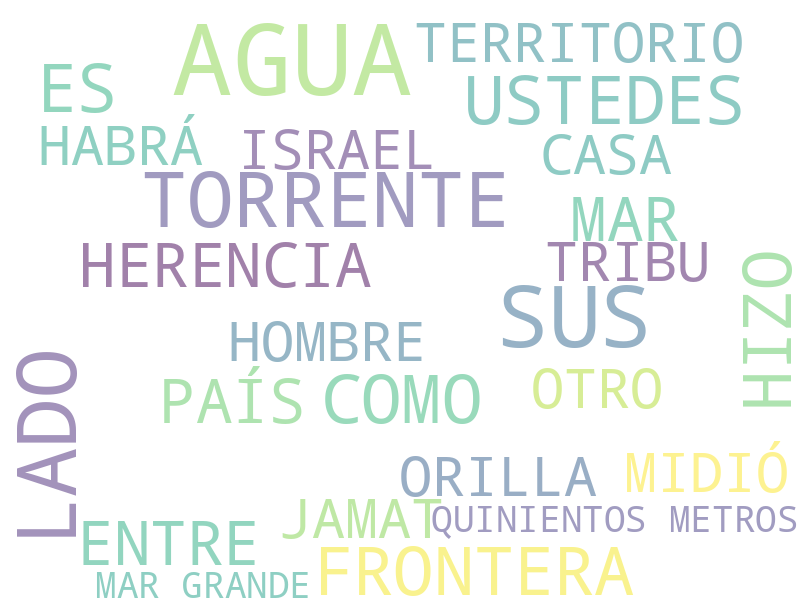 AGUA
TERRITORIO
ES
USTEDES
HABRÁ
ISRAEL
CASA
TORRENTE
MAR
HERENCIA
TRIBU
HIZO
SUS
HOMBRE
LADO
PAÍS
COMO
OTRO
ORILLA
MIDIÓ
JAMAT
QUINIENTOS METROS
ENTRE
FRONTERA
MAR GRANDE